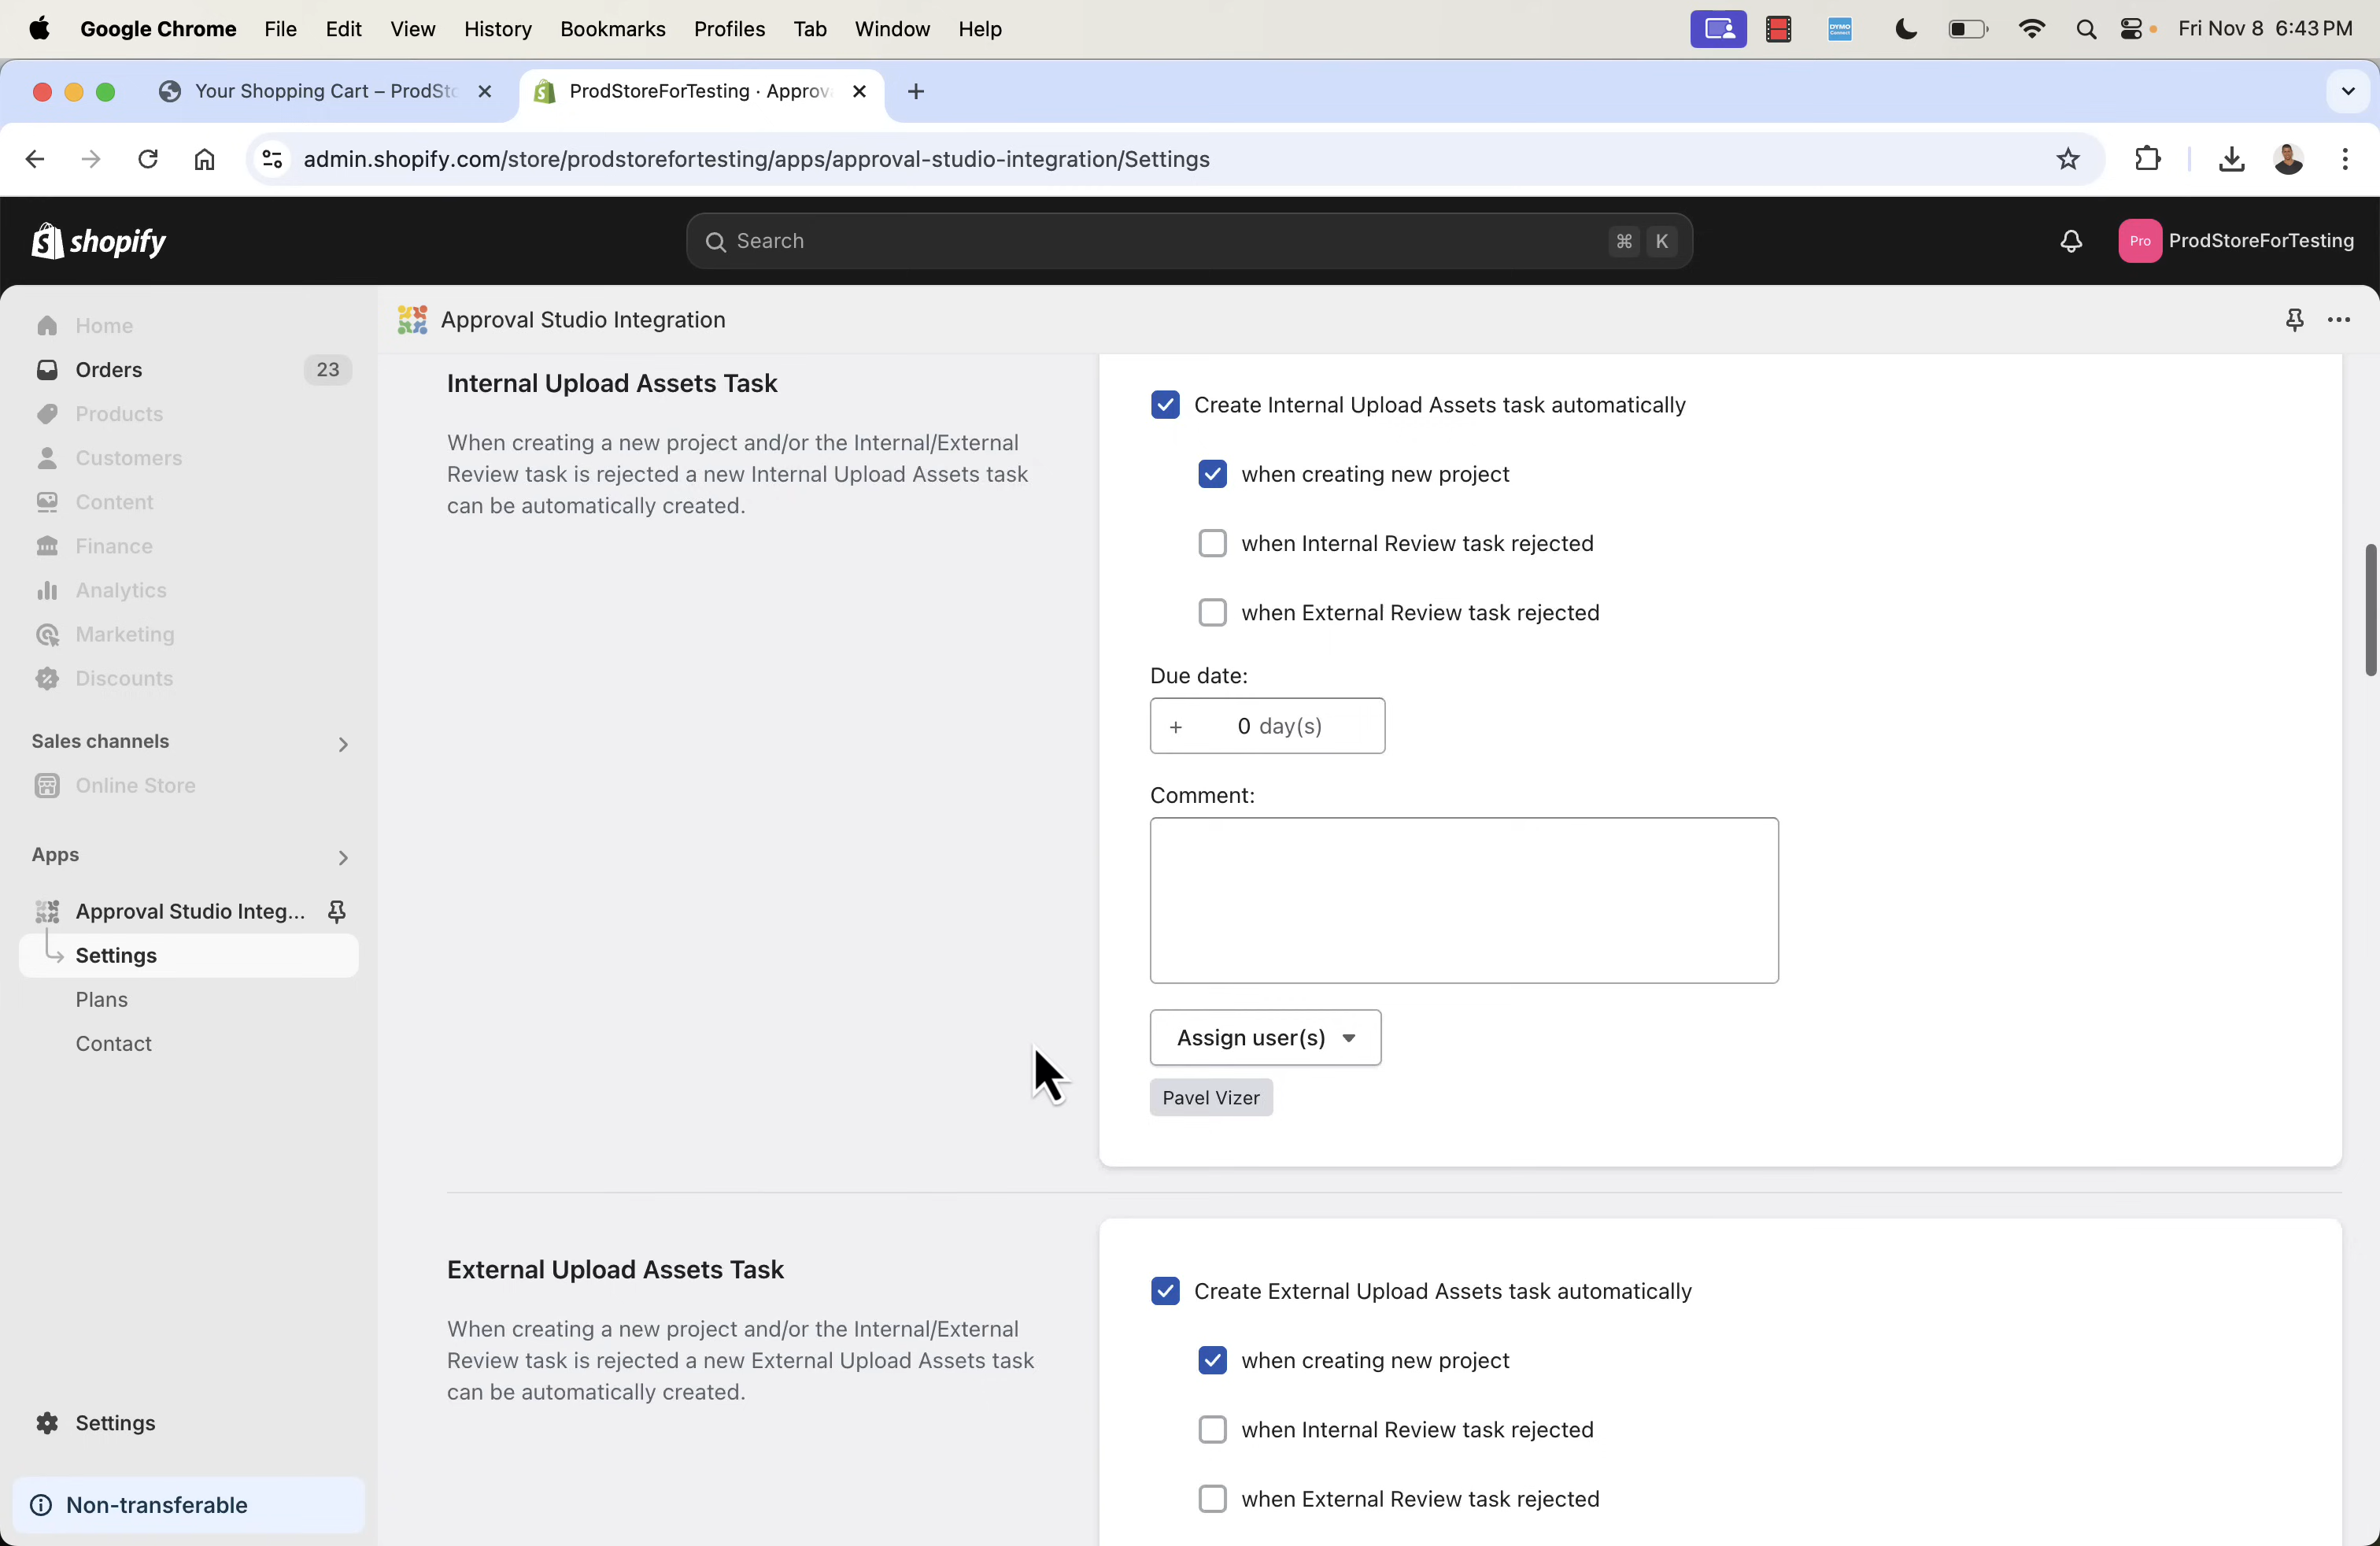 Google Chrome File Edit View History Bookmarks Profiles Tab Window Help
DYMO
Connect
Fri Nov 8 6:43 PM
Your Shopping Cart – ProdSto
ProdStoreForTesting · Approv
admin.shopify.com/store/prodstorefortesting/apps/approval-studio-integration/Settings
shopify
Search
⌘ K
Pro
ProdStoreForTesting
Home
Orders 23
Products
Customers
Content
Finance
Analytics
Marketing
Discounts
Sales channels
Online Store
Apps
Approval Studio Integ...
Settings
Plans
Contact
Settings
Non-transferable
Approval Studio Integration
Internal Upload Assets Task
When creating a new project and/or the Internal/External
Review task is rejected a new Internal Upload Assets task
can be automatically created.
Create Internal Upload Assets task automatically
when creating new project
when Internal Review task rejected
when External Review task rejected
Due date:
+ 0 day(s)
Comment:
Assign user(s)
Pavel Vizer
External Upload Assets Task
When creating a new project and/or the Internal/External
Review task is rejected a new External Upload Assets task
can be automatically created.
Create External Upload Assets task automatically
when creating new project
when Internal Review task rejected
when External Review task rejected